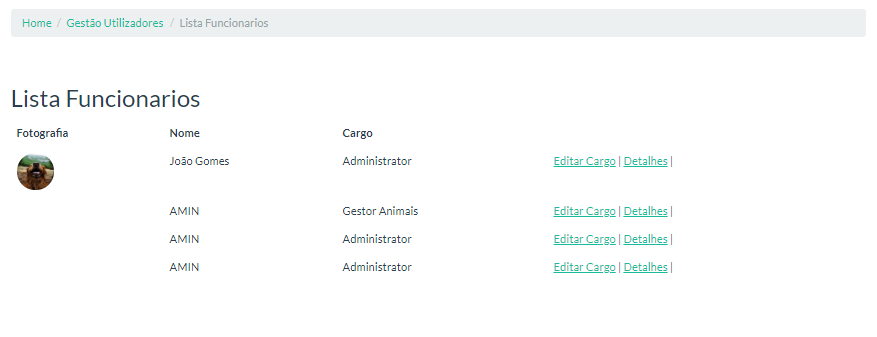 Home / Gestão Utilizadores / Lista Funcionarios
Lista Funcionarios
Fotografia Nome Cargo
João Gomes Administrator Editar Cargo | Detalhes |
AMIN Gestor Animais Editar Cargo | Detalhes |
AMIN Administrator Editar Cargo | Detalhes |
AMIN Administrator Editar Cargo | Detalhes |